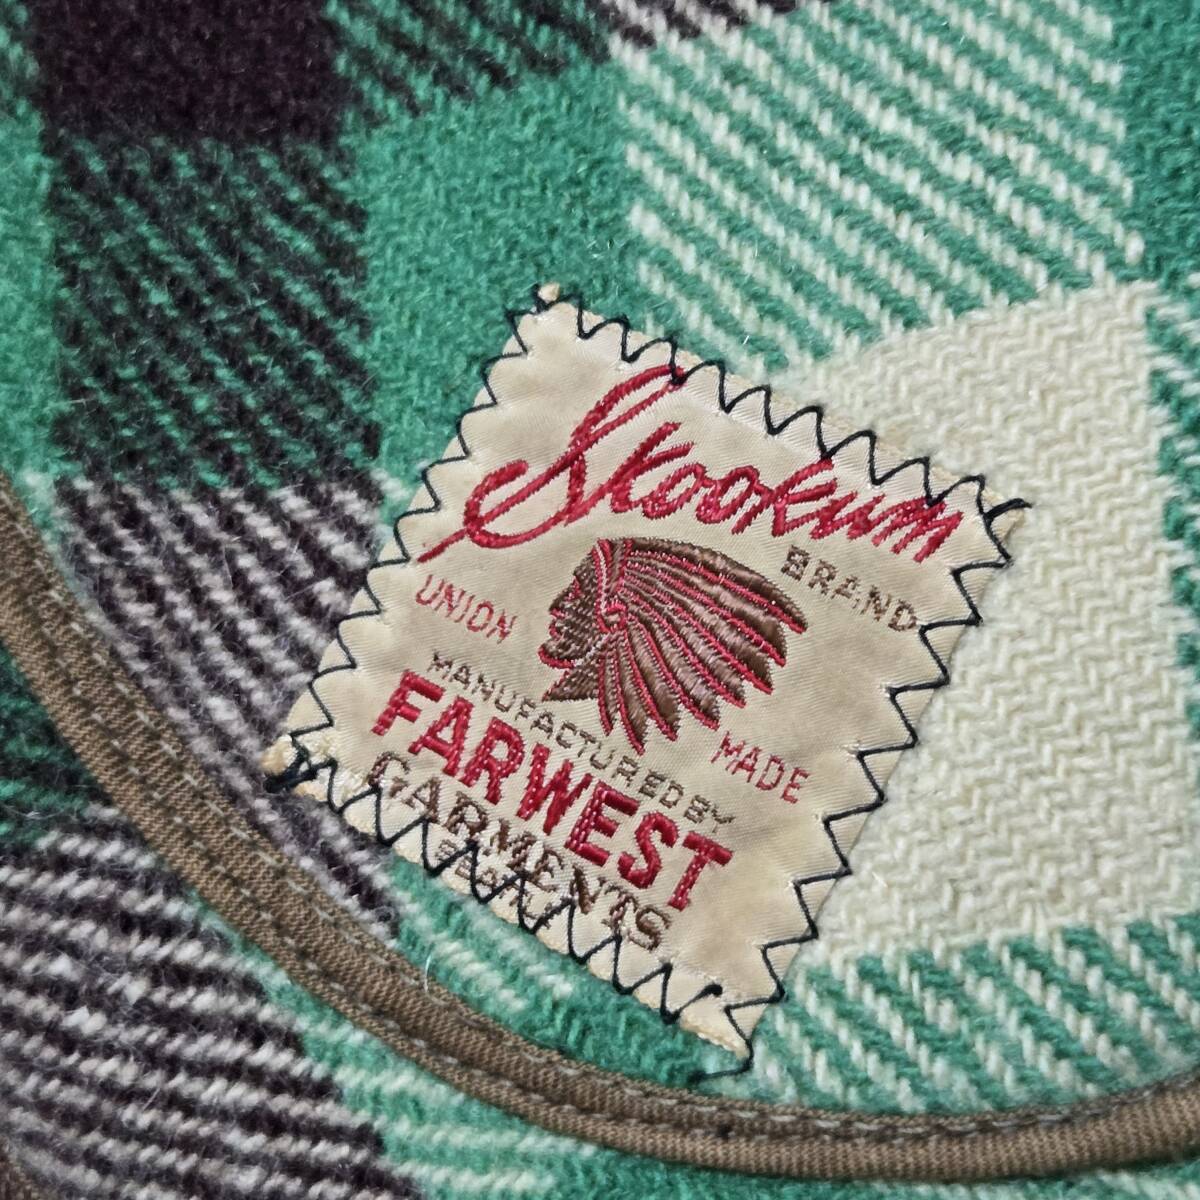 Skookum
BRAND
UNION MADE
MANUFACTURED BY
FARWEST
GARMENTS